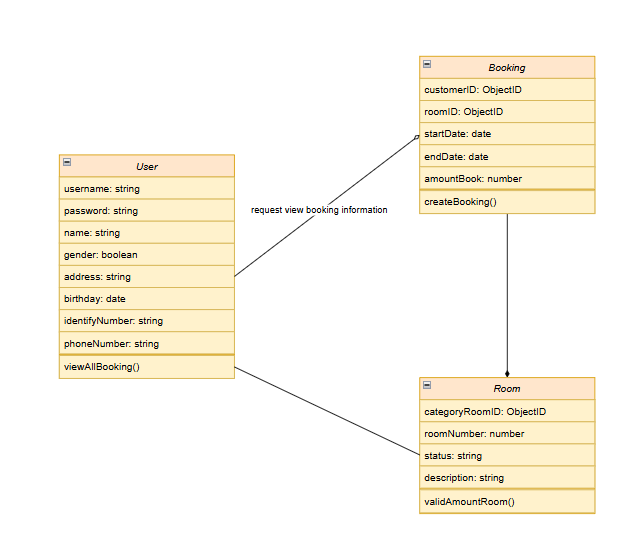 Booking
customerID: ObjectID
roomID: ObjectID
startDate: date
endDate: date
amountBook: number
createBooking()
User
username: string
password: string
name: string
gender: boolean
address: string
birthday: date
identifyNumber: string
phoneNumber: string
viewAllBooking()
request view booking information
Room
categoryRoomID: ObjectID
roomNumber: number
status: string
description: string
validAmountRoom()